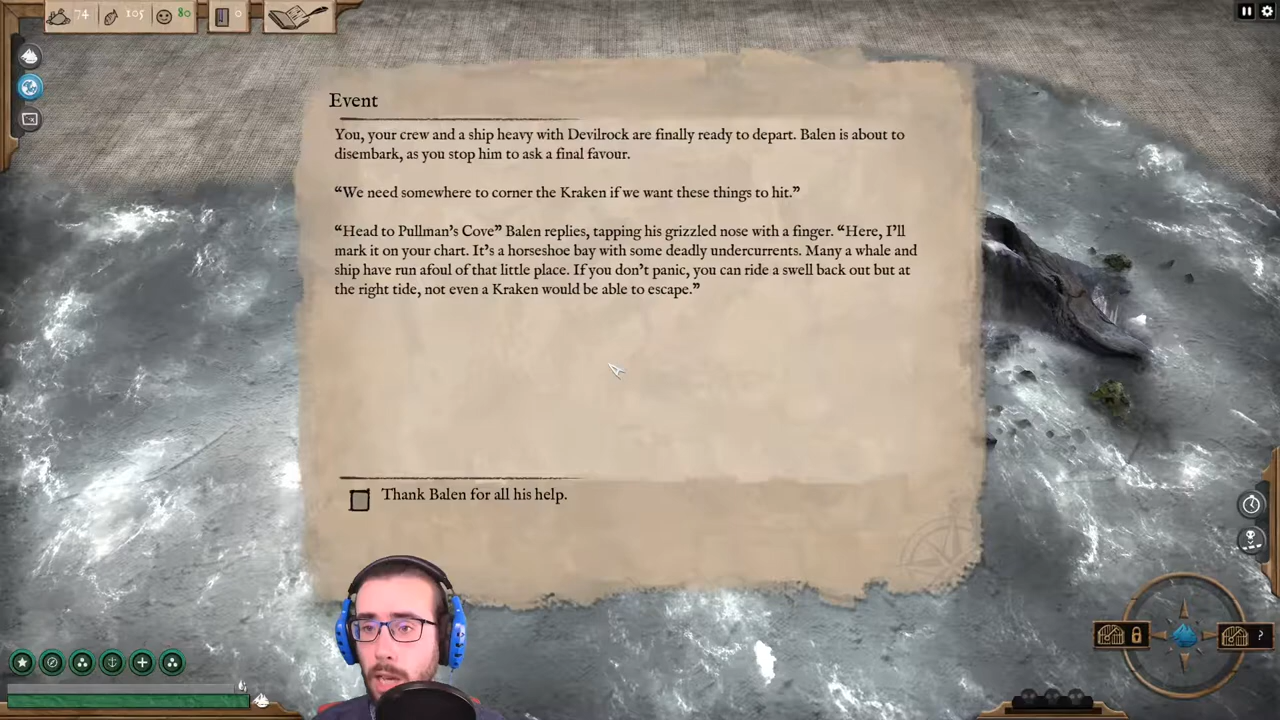 74 105 80 0
Event
You, your crew and a ship heavy with Devilrock are finally ready to depart. Balen is about to
disembark, as you stop him to ask a final favour.
“We need somewhere to corner the Kraken if we want these things to hit.”
“Head to Pullman’s Cove” Balen replies, tapping his grizzled nose with a finger. “Here, I’ll
mark it on your chart. It’s a horseshoe bay with some deadly undercurrents. Many a whale and
ship have run afoul of that little place. If you don’t panic, you can ride a swell back out but at
the right tide, not even a Kraken would be able to escape.”
Thank Balen for all his help.
?